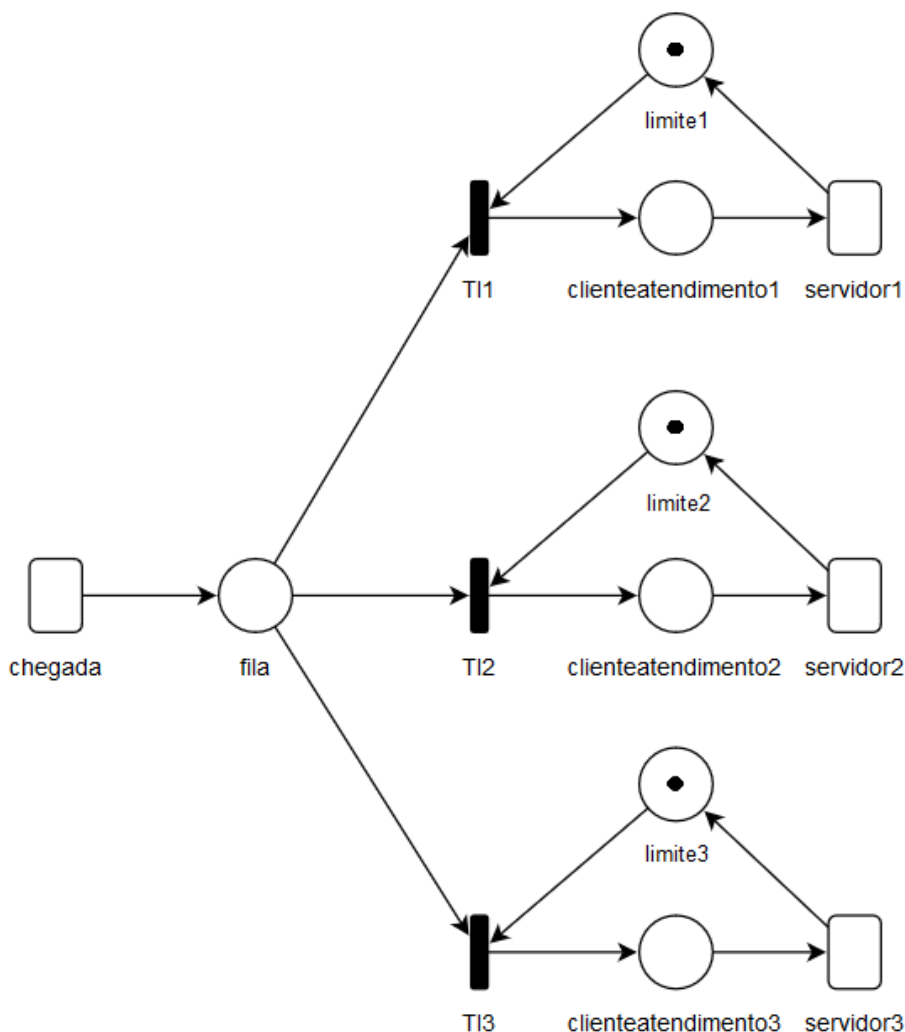 limite1
TI1 clienteatendimento1 servidor1
limite2
chegada fila TI2 clienteatendimento2 servidor2
limite3
TI3 clienteatendimento3 servidor3